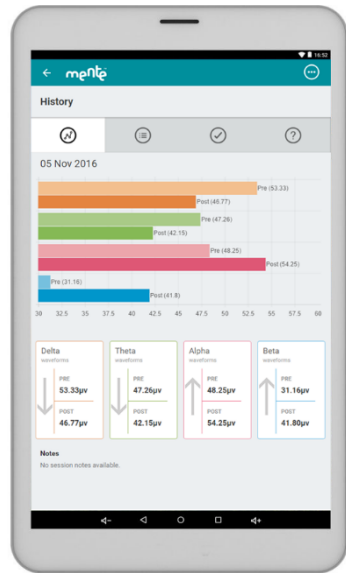 16:52
mente
History
05 Nov 2016
Pre (53.33)
Post (46.77)
Pre (47.26)
Post (42.15)
Pre (48.25)
Post (54.25)
Pre (31.16)
Post (41.8)
30 32.5 35 37.5 40 42.5 45 47.5 50 52.5 55 57.5 60
Delta Theta Alpha Beta
waveforms waveforms waveforms waveforms
PRE PRE PRE PRE
53.33µv 47.26µv 48.25µv 31.16µv
POST POST POST POST
46.77µv 42.15µv 54.25µv 41.80µv
Notes
No session notes available.